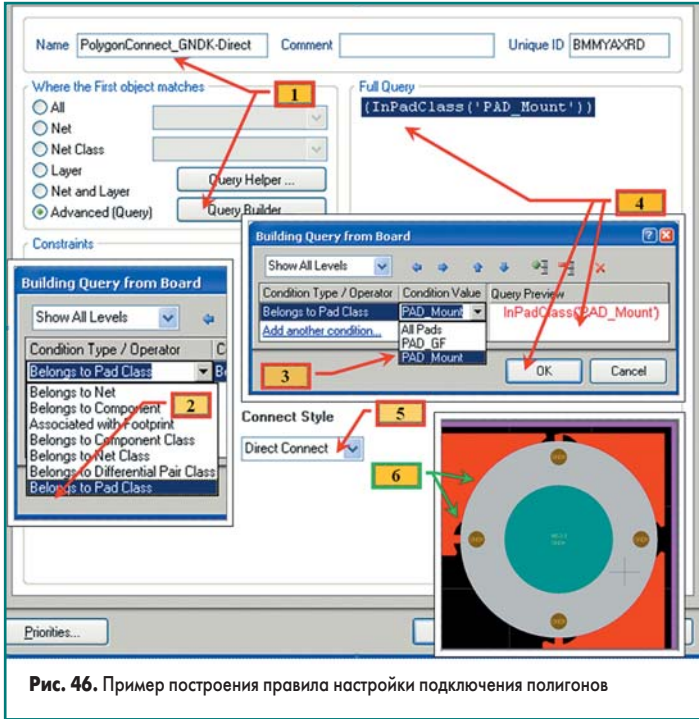 Name PolygonConnect_GNDK-Direct Comment Unique ID BMMYAXRD
Where the First object matches
All
Net
Net Class
Layer
Net and Layer
Advanced (Query)
Query Helper ...
Query Builder
1
Full Query
(InPadClass('PAD_Mount'))
4
Constraints
Building Query from Board
Show All Levels
Condition Type / Operator C
Belongs to Pad Class
Belongs to Net
Belongs to Component
Associated with Footprint
Belongs to Component Class
Belongs to Net Class
Belongs to Differential Pair Class
Belongs to Pad Class
2
Building Query from Board
Show All Levels
Condition Type / Operator Condition Value Query Preview
Belongs to Pad Class PAD_Mount InPadClass('PAD_Mount')
Add another condition...
All Pads
PAD_GF
PAD_Mount
3
OK Cancel
Connect Style
5
Direct Connect
6
Priorities...
Рис. 46. Пример построения правила настройки подключения полигонов